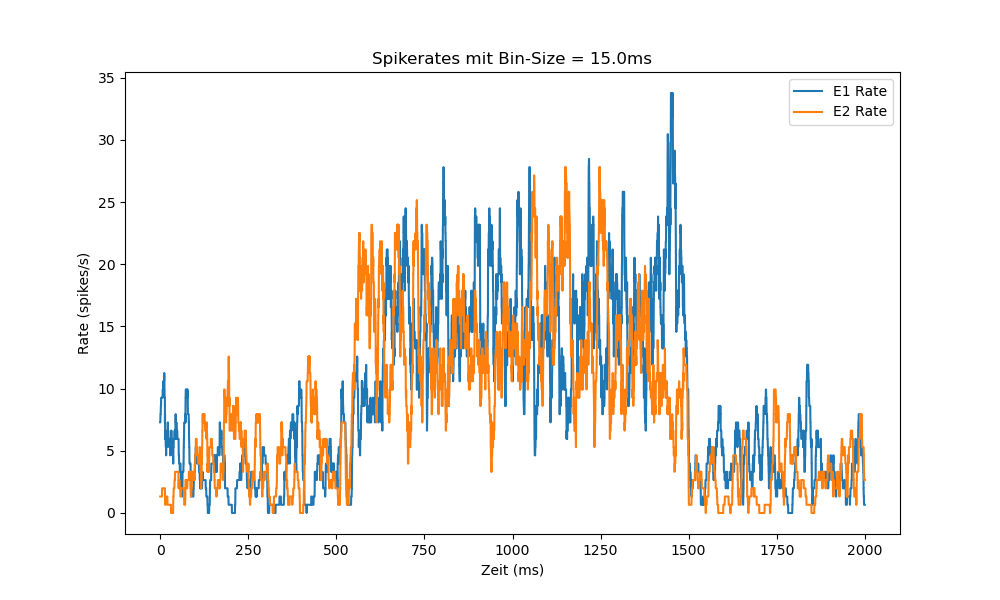 Spikerates mit Bin-Size = 15.0ms
E1 Rate
E2 Rate
Rate (spikes/s)
35
30
25
20
15
10
5
0
0 250 500 750 1000 1250 1500 1750 2000
Zeit (ms)